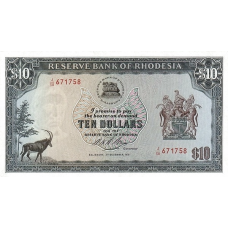 RESERVE BANK OF RHODESIA
$10
$10
671758
I promise to pay
the bearer on demand
TEN DOLLARS
FOR THE
RESERVE BANK OF RHODESIA
671758
$10